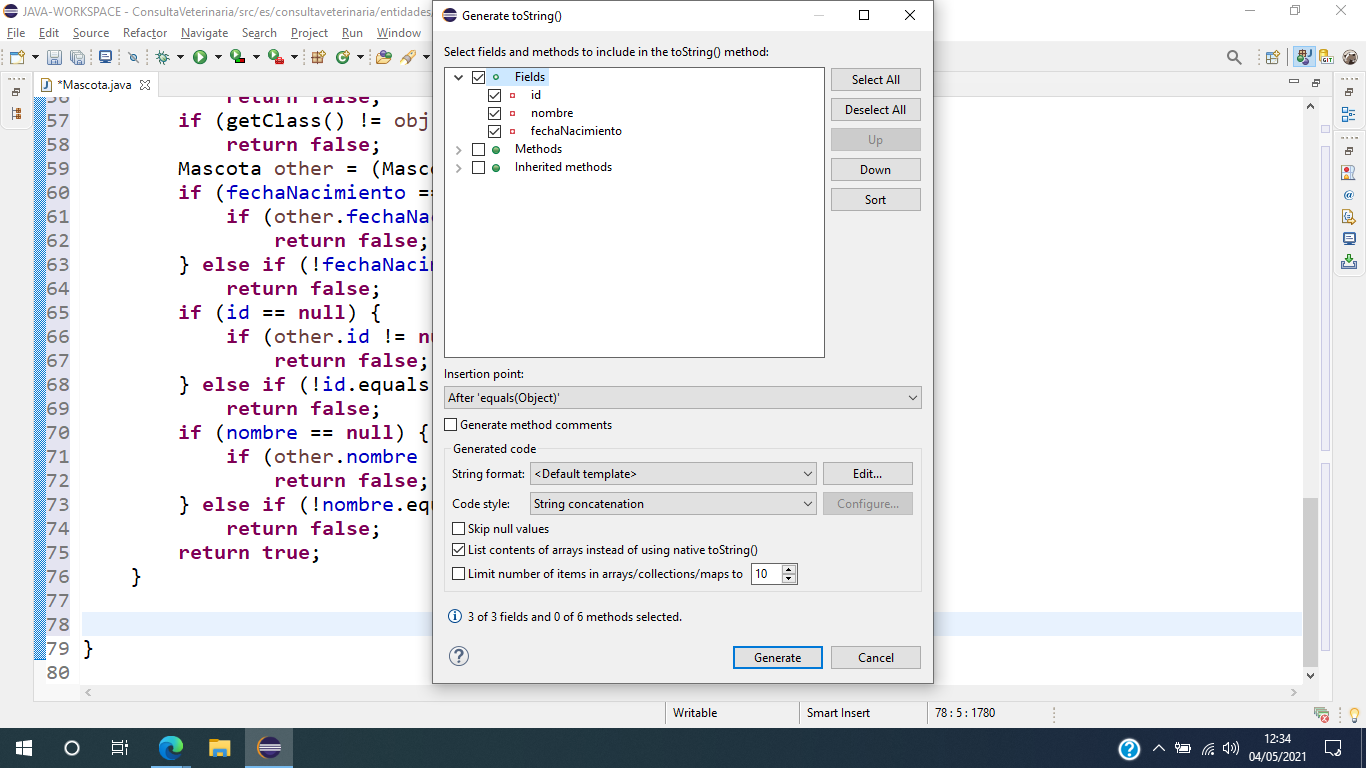 JAVA-WORKSPACE - ConsultaVeterinaria/src/es/consultaveterinaria/entidades
File Edit Source Refactor Navigate Search Project Run Window
*Mascota.java
56 return false;
57 if (getClass() != obj
58 return false;
59 Mascota other = (Masc
60 if (fechaNacimiento ==
61 if (other.fechaNa
62 return false;
63 } else if (!fechaNaci
64 return false;
65 if (id == null) {
66 if (other.id != n
67 return false;
68 } else if (!id.equals
69 return false;
70 if (nombre == null) {
71 if (other.nombre
72 return false;
73 } else if (!nombre.eq
74 return false;
75 return true;
76 }
77
78
79 }
80
Generate toString()
Select fields and methods to include in the toString() method:
Fields
id
nombre
fechaNacimiento
Methods
Inherited methods
Select All
Deselect All
Up
Down
Sort
Insertion point:
After 'equals(Object)'
Generate method comments
Generated code
String format: <Default template> Edit...
Code style: String concatenation Configure...
Skip null values
List contents of arrays instead of using native toString()
Limit number of items in arrays/collections/maps to 10
3 of 3 fields and 0 of 6 methods selected.
Generate Cancel
Writable Smart Insert 78 : 5 : 1780
12:34
04/05/2021